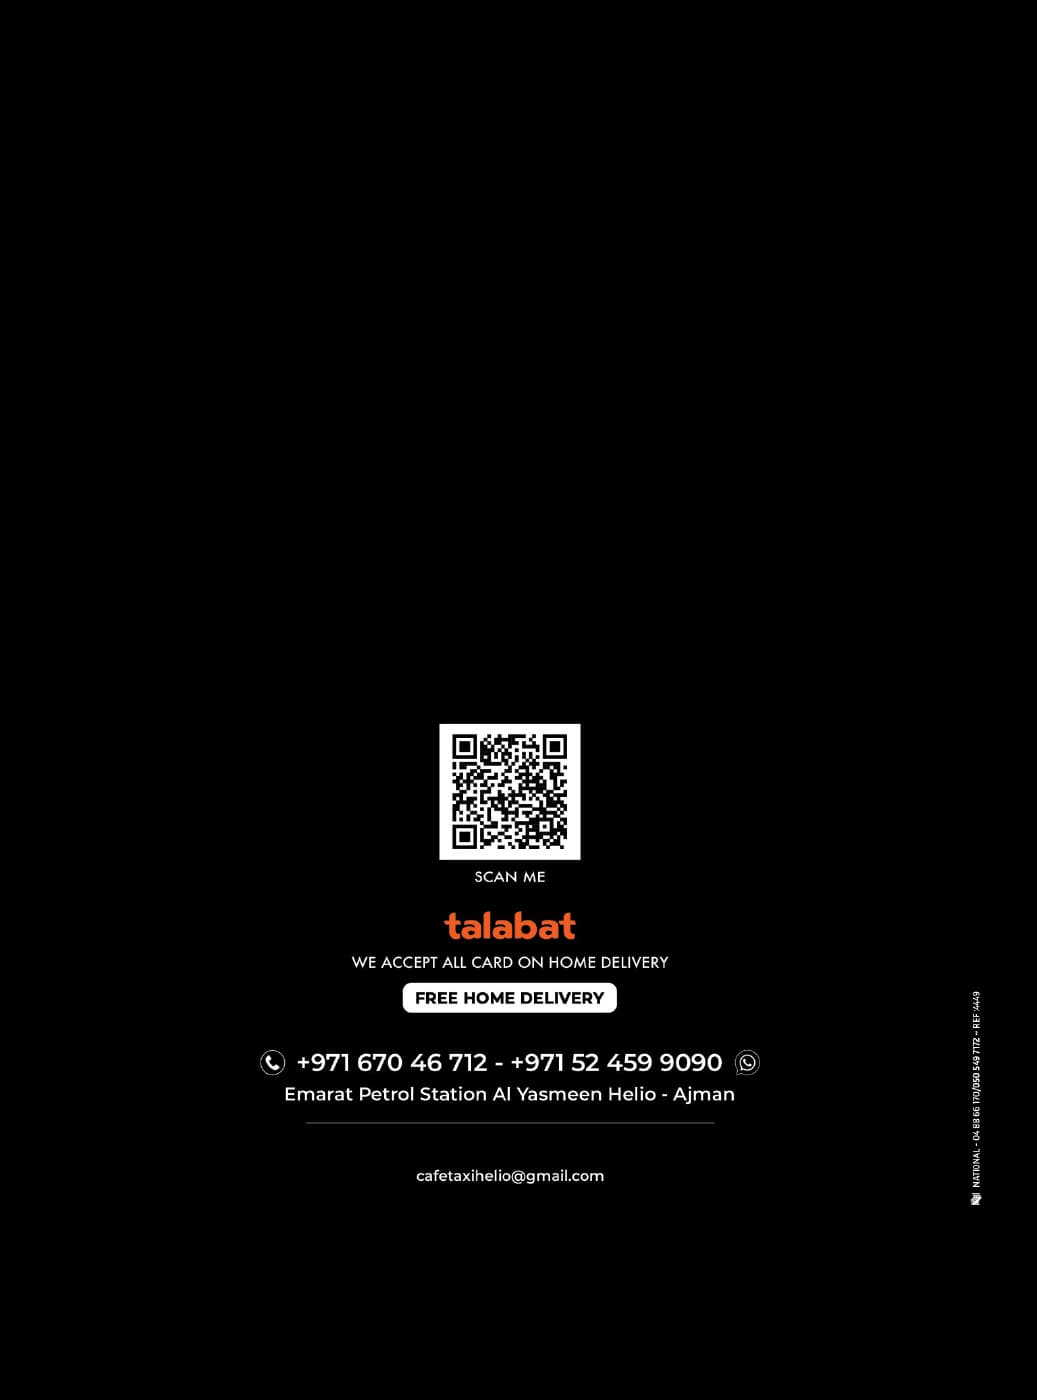 SCAN ME
talabat
WE ACCEPT ALL CARD ON HOME DELIVERY
FREE HOME DELIVERY
+971 670 46 712 - +971 52 459 9090
Emarat Petrol Station Al Yasmeen Helio - Ajman
cafetaxihelio@gmail.com
NATIONAL - 04 88 66 170/050 549 7172 ~ REF :4449